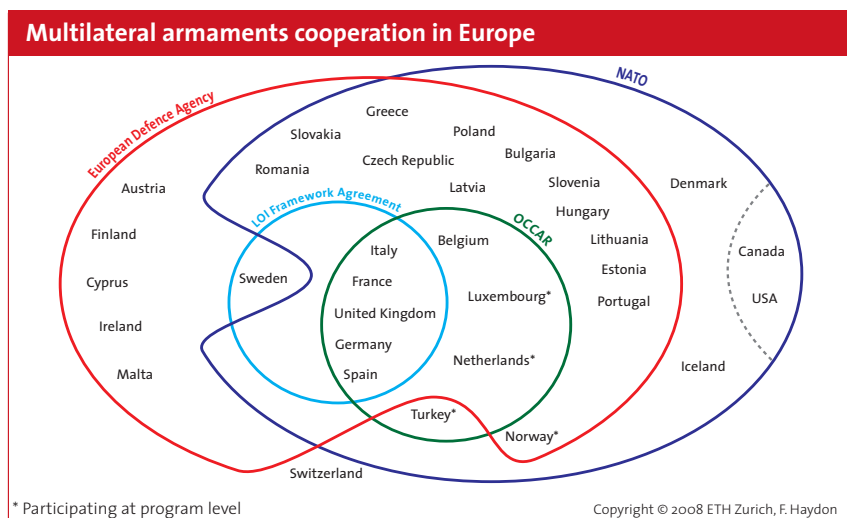 Multilateral armaments cooperation in Europe
NATO
European Defence Agency
Greece
Slovakia
Poland
Romania
Czech Republic
Bulgaria
Austria
Latvia
Slovenia
Denmark
LOI Framework Agreement
Hungary
OCCAR
Finland
Belgium
Lithuania
Italy
Canada
Sweden
Estonia
Cyprus
France
Luxembourg*
USA
Portugal
United Kingdom
Ireland
Germany
Netherlands*
Iceland
Malta
Spain
Turkey*
Norway*
Switzerland
* Participating at program level
Copyright © 2008 ETH Zurich, F. Haydon